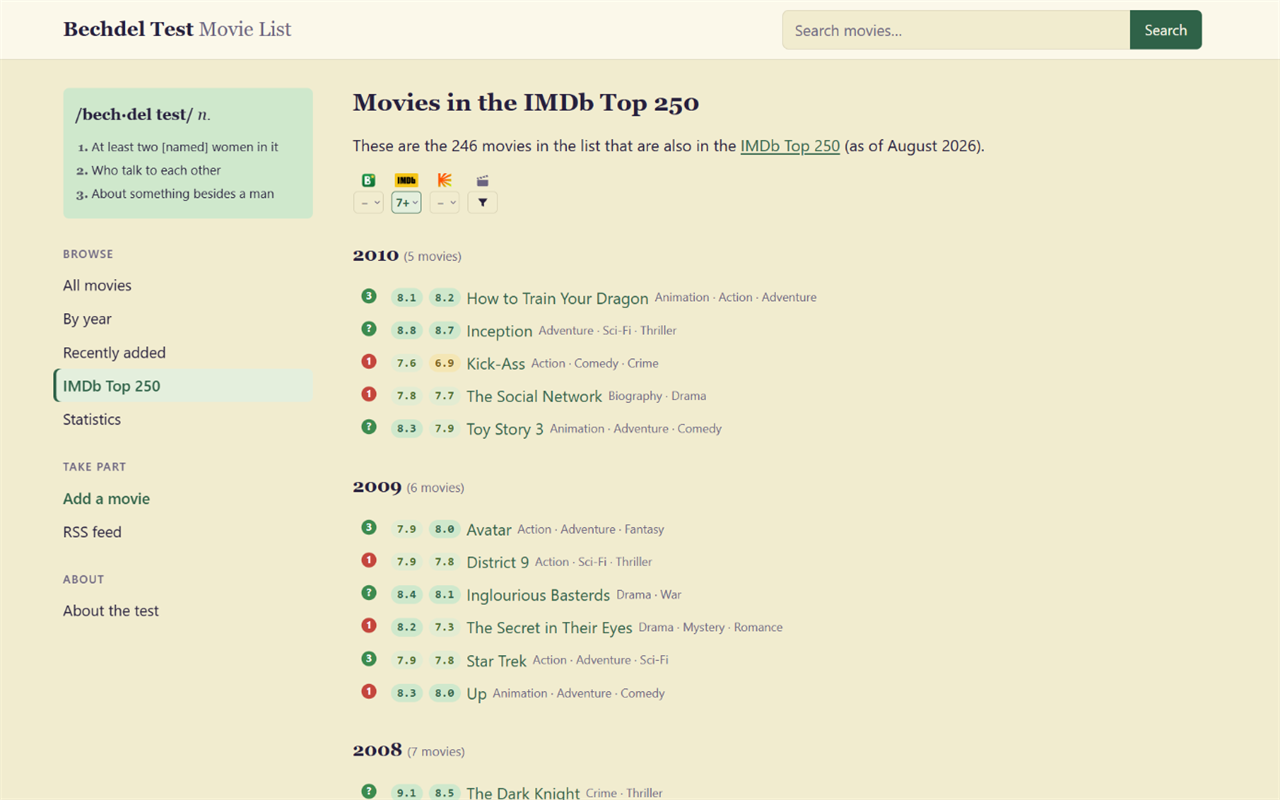 Bechdel Test Movie List
Search movies...
Search
/bech·del test/ n.
1. At least two [named] women in it
2. Who talk to each other
3. About something besides a man
BROWSE
All movies
By year
Recently added
IMDb Top 250
Statistics
TAKE PART
Add a movie
RSS feed
ABOUT
About the test
Movies in the IMDb Top 250
These are the 246 movies in the list that are also in the IMDb Top 250 (as of August 2026).
B IMDb
– 7+ –
2010 (5 movies)
3 8.1 8.2 How to Train Your Dragon Animation · Action · Adventure
? 8.8 8.7 Inception Adventure · Sci-Fi · Thriller
1 7.6 6.9 Kick-Ass Action · Comedy · Crime
1 7.8 7.7 The Social Network Biography · Drama
? 8.3 7.9 Toy Story 3 Animation · Adventure · Comedy
2009 (6 movies)
3 7.9 8.0 Avatar Action · Adventure · Fantasy
1 7.9 7.8 District 9 Action · Sci-Fi · Thriller
? 8.4 8.1 Inglourious Basterds Drama · War
1 8.2 7.3 The Secret in Their Eyes Drama · Mystery · Romance
3 7.9 7.8 Star Trek Action · Adventure · Sci-Fi
1 8.3 8.0 Up Animation · Adventure · Comedy
2008 (7 movies)
? 9.1 8.5 The Dark Knight Crime · Thriller